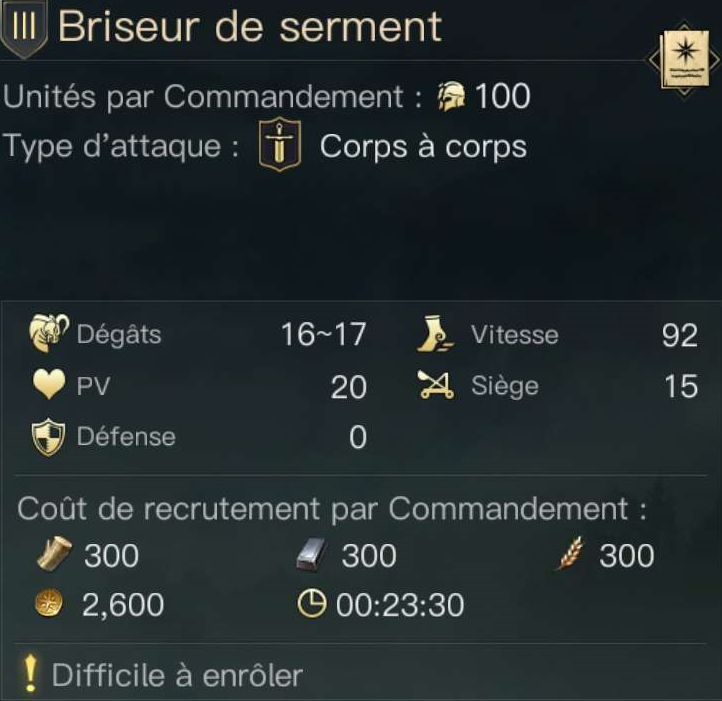 III Briseur de serment
Unités par Commandement : 100
Type d'attaque : Corps à corps
Dégâts 16~17 Vitesse 92
PV 20 Siège 15
Défense 0
Coût de recrutement par Commandement :
300 300 300
2,600 00:23:30
Difficile à enrôler